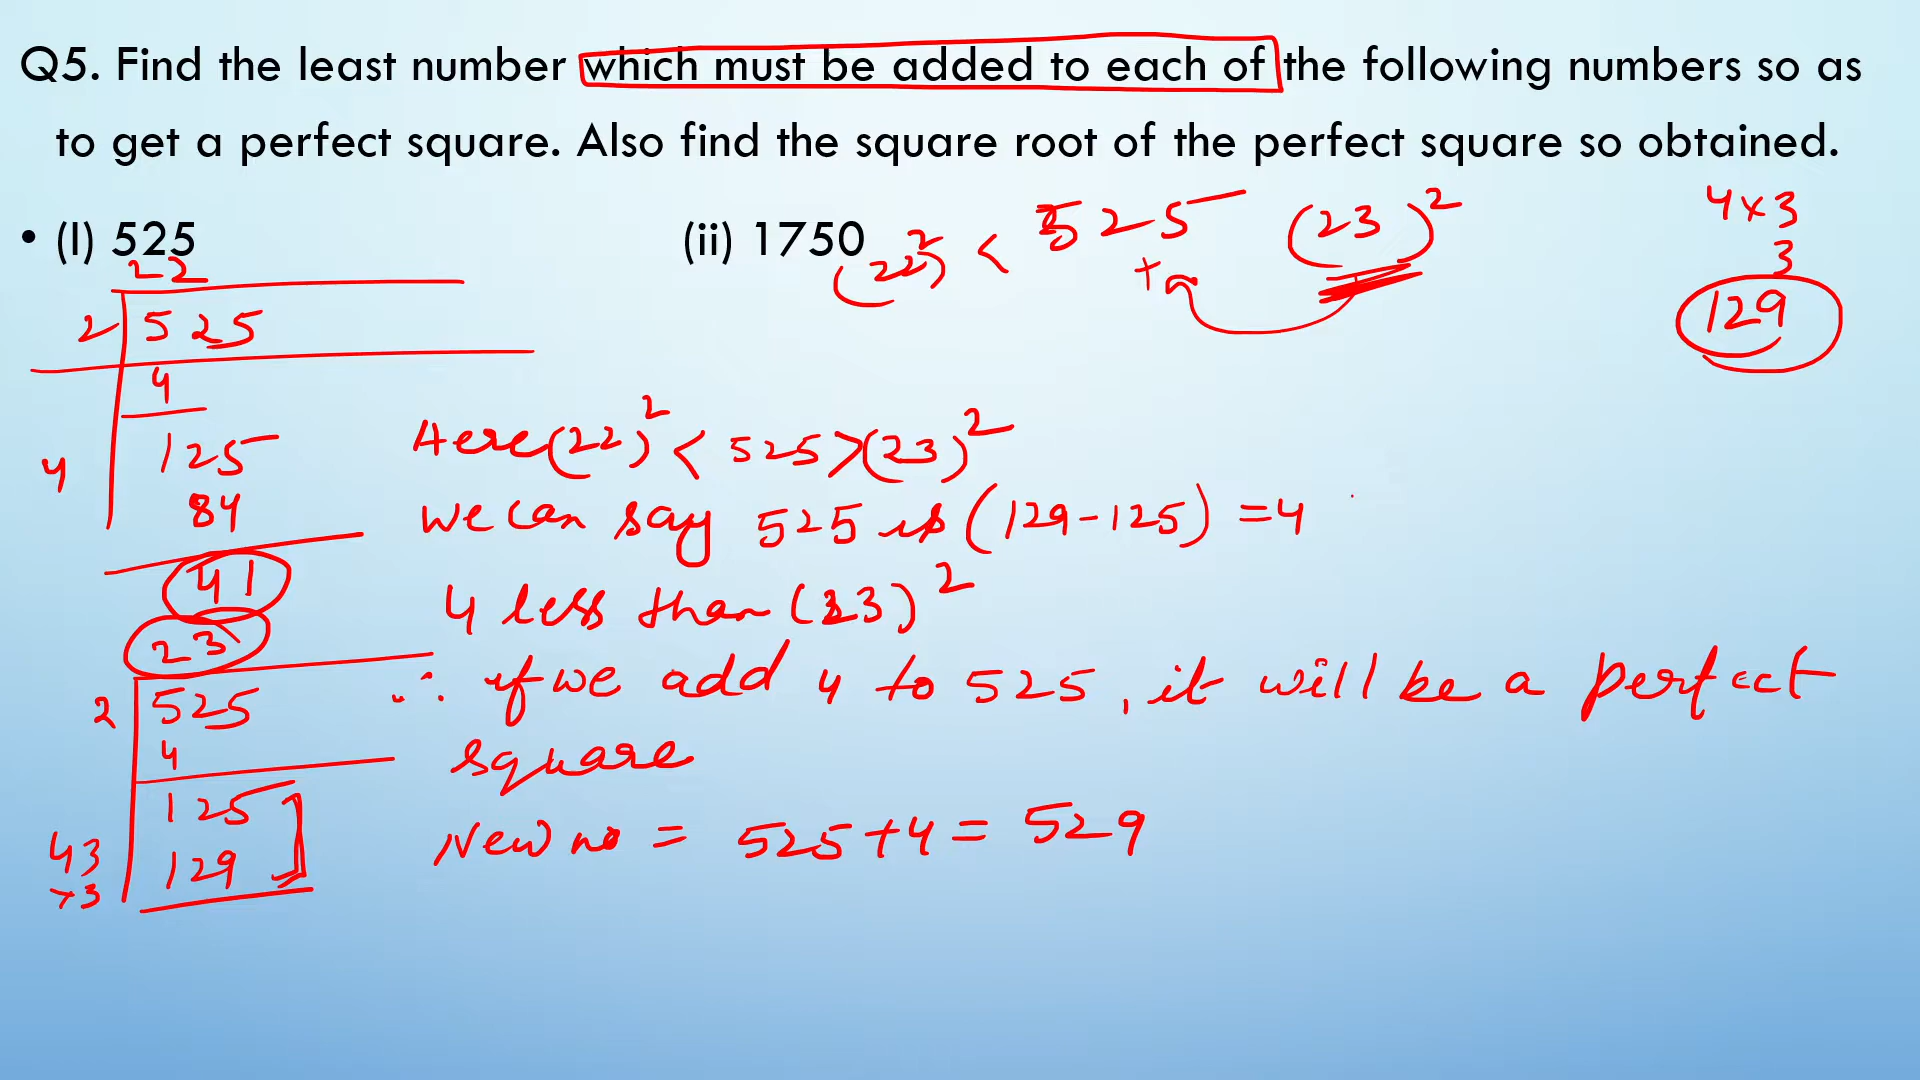 Q5. Find the least number which must be added to each of the following numbers so as
to get a perfect square. Also find the square root of the perfect square so obtained.
• (I) 525 (ii) 1750
(22)² < 525 (23)²
+
4 x 3
3
129
22
2 525
4
4 125
84
41
Here (22)² < 525 > (23)²
we can say 525 is (129-125) = 4
4 less than (23)²
∴ if we add 4 to 525, it will be a perfect
square
New no = 525+4 = 529
23
2 525
4
125
43 129
x3